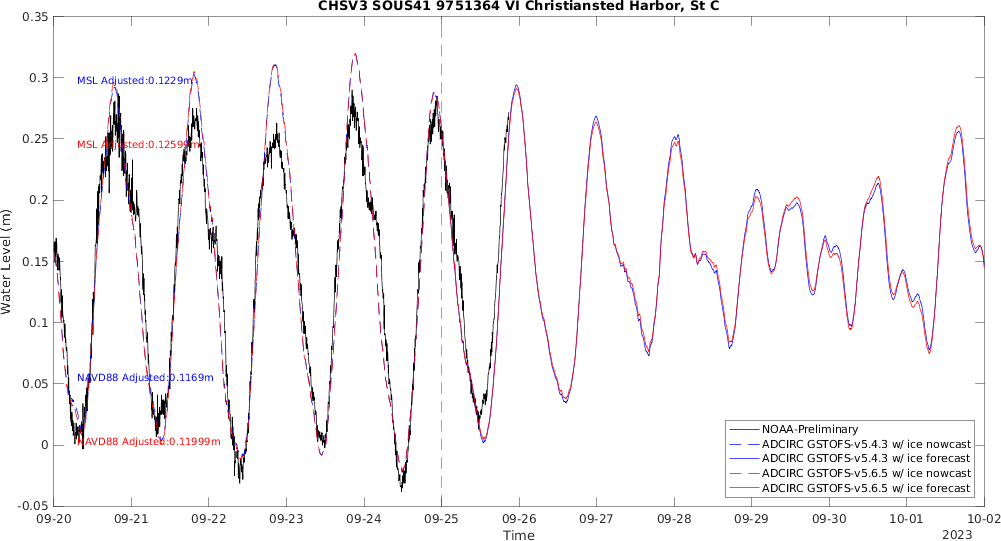 CHSV3 SOUS41 9751364 VI Christiansted Harbor, St C
0.35
0.3
0.25
0.2
0.15
0.1
0.05
0
-0.05
Water Level (m)
MSL Adjusted:0.1229m
MSL Adjusted:0.12599m
NAVD88 Adjusted:0.1169m
NAVD88 Adjusted:0.11999m
NOAA-Preliminary
ADCIRC GSTOFS-v5.4.3 w/ ice nowcast
ADCIRC GSTOFS-v5.4.3 w/ ice forecast
ADCIRC GSTOFS-v5.6.5 w/ ice nowcast
ADCIRC GSTOFS-v5.6.5 w/ ice forecast
09-20 09-21 09-22 09-23 09-24 09-25 09-26 09-27 09-28 09-29 09-30 10-01 10-02
Time
2023